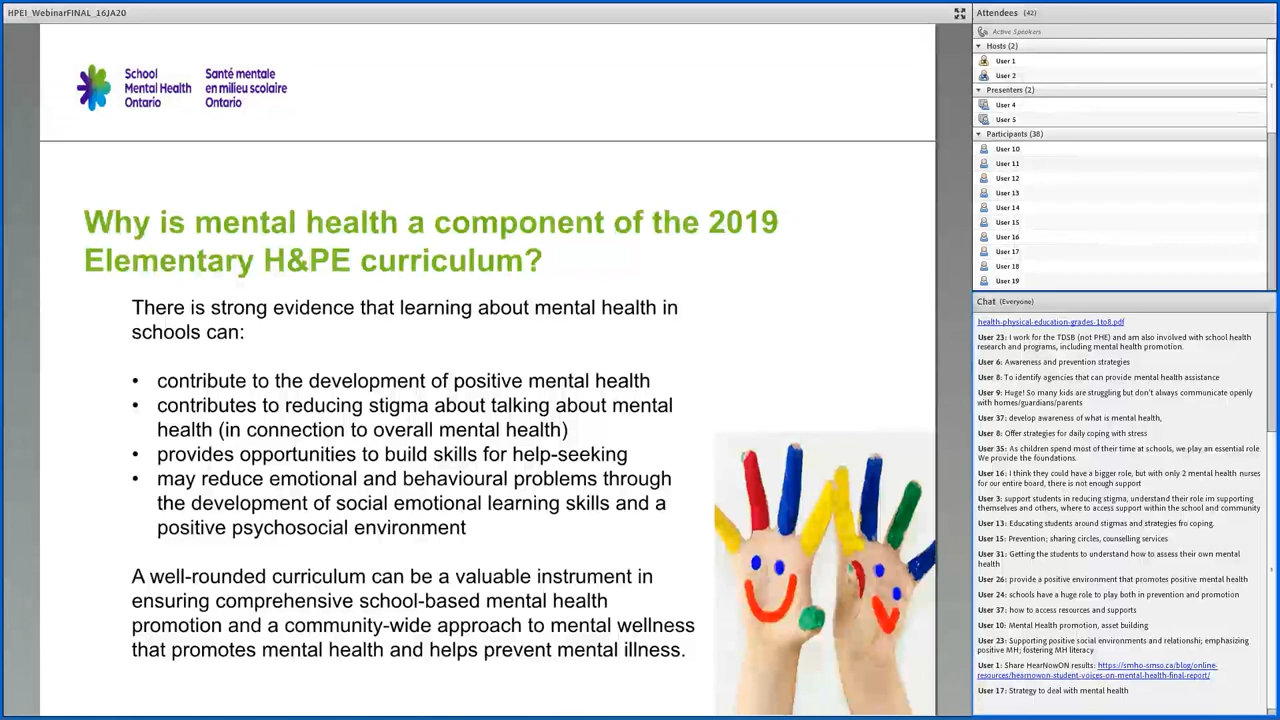 HPEI_WebinarFINAL_16JA20
School
Mental Health
Ontario
Santé mentale
en milieu scolaire
Ontario
Why is mental health a component of the 2019
Elementary H&PE curriculum?
There is strong evidence that learning about mental health in
schools can:
• contribute to the development of positive mental health
• contributes to reducing stigma about talking about mental
health (in connection to overall mental health)
• provides opportunities to build skills for help-seeking
• may reduce emotional and behavioural problems through
the development of social emotional learning skills and a
positive psychosocial environment
A well-rounded curriculum can be a valuable instrument in
ensuring comprehensive school-based mental health
promotion and a community-wide approach to mental wellness
that promotes mental health and helps prevent mental illness.
Attendees (42)
Active Speakers
Hosts (2)
User 1
User 2
Presenters (2)
User 4
User 5
Participants (38)
User 10
User 11
User 12
User 13
User 14
User 15
User 16
User 17
User 18
User 19
Chat (Everyone)
health-physical-education-grades-1to8.pdf
User 23: I work for the TDSB (not PHE) and am also involved with school health
research and programs, including mental health promotion.
User 6: Awareness and prevention strategies
User 8: To identify agencies that can provide mental health assistance
User 9: Huge! So many kids are struggling but don't always communicate openly
with homes/guardians/parents
User 37: develop awareness of what is mental health,
User 8: Offer strategies for daily coping with stress
User 35: As children spend most of their time at schools, we play an essential role.
We provide the foundations.
User 16: I think they could have a bigger role, but with only 2 mental health nurses
for our entire board, there is not enough support
User 3: support students in reducing stigma, understand their role im supporting
themselves and others, where to access support within the school and community
User 13: Educating students around stigmas and strategies fro coping.
User 15: Prevention; sharing circles, counselling services
User 31: Getting the students to understand how to assess their own mental
health
User 26: provide a positive environment that promotes positive mental health
User 24: schools have a huge role to play both in prevention and promotion
User 37: how to access resources and supports
User 10: Mental Health promotion, asset building
User 23: Supporting positive social environments and relationshi; emphasizing
positive MH; fostering MH literacy
User 1: Share HearNowON results: https://smho-smso.ca/blog/online-
resources/hearnowon-student-voices-on-mental-health-final-report/
User 17: Strategy to deal with mental health